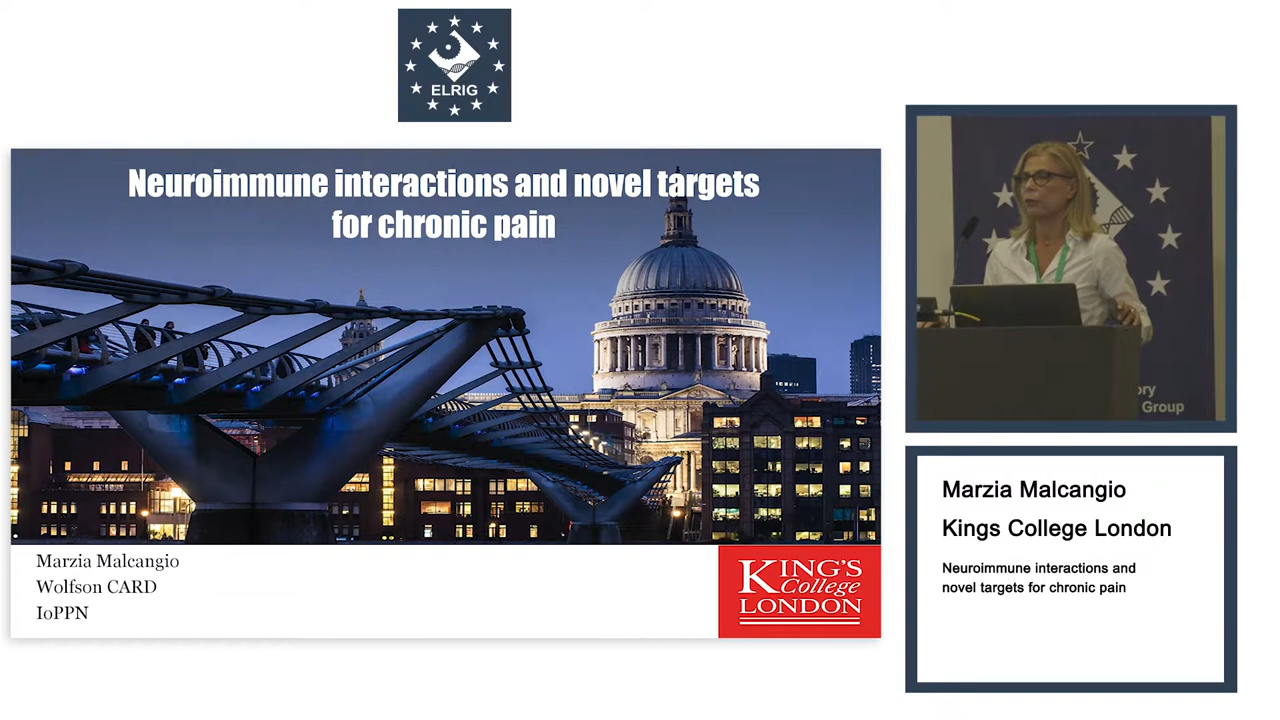 ELRIG
Neuroimmune interactions and novel targets
for chronic pain
Marzia Malcangio
Wolfson CARD
IoPPN
KING'S
College
LONDON
ory
Group
Marzia Malcangio
Kings College London
Neuroimmune interactions and
novel targets for chronic pain